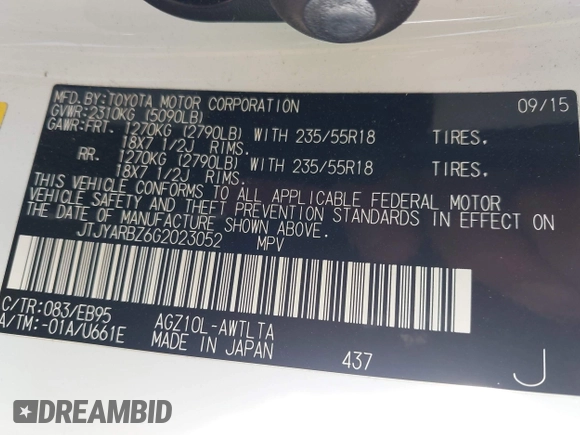 MFD.BY:TOYOTA MOTOR CORPORATION 09/15
GVWR:2310KG (5090LB)
GAWR:FRT. 1270KG (2790LB) WITH 235/55R18 TIRES.
18X7 1/2J RIMS.
RR. 1270KG (2790LB) WITH 235/55R18 TIRES.
18X7 1/2J RIMS.
THIS VEHICLE CONFORMS TO ALL APPLICABLE FEDERAL MOTOR
VEHICLE SAFETY AND THEFT PREVENTION STANDARDS IN EFFECT ON
THE DATE OF MANUFACTURE SHOWN ABOVE.
JTJYARBZ6G2023052 MPV
C/TR:083/EB95 AGZ10L-AWTLTA
A/TM:-01A/U661E MADE IN JAPAN 437 J
DREAMBID